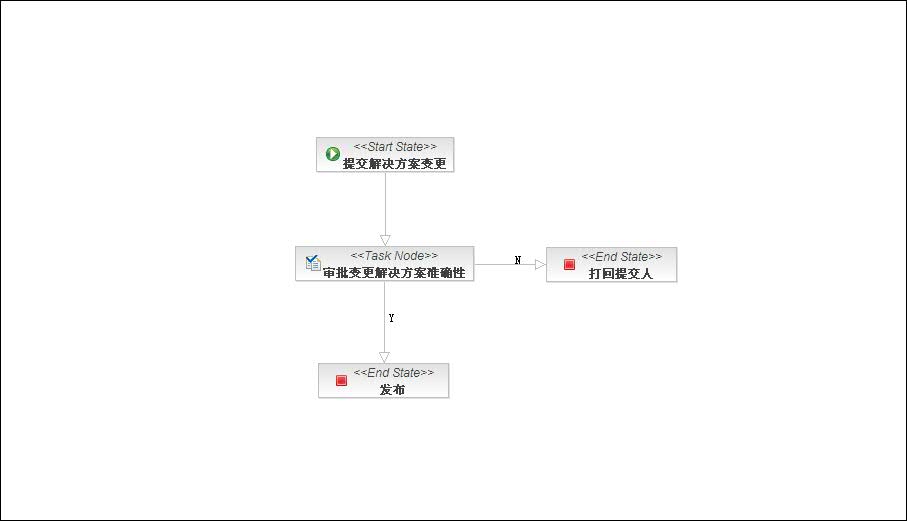 <<Start State>>
提交解决方案变更
<<Task Node>>
审批变更解决方案准确性
N
<<End State>>
打回提交人
Y
<<End State>>
发布